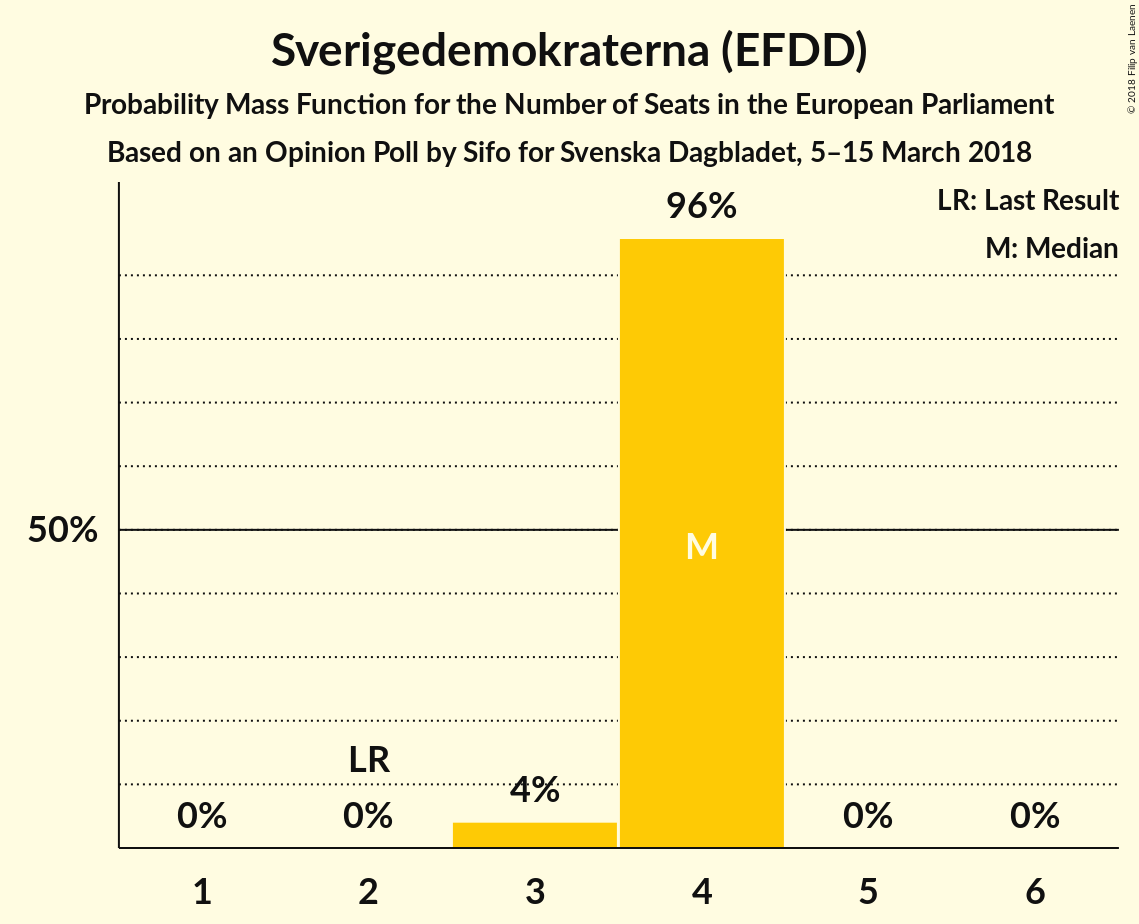 Sverigedemokraterna (EFDD)
Probability Mass Function for the Number of Seats in the European Parliament
Based on an Opinion Poll by Sifo for Svenska Dagbladet, 5–15 March 2018
© 2018 Filip van Laenen
LR: Last Result
M: Median
96%
50%
M
LR
4%
0%
0%
0%
0%
1
2
3
4
5
6